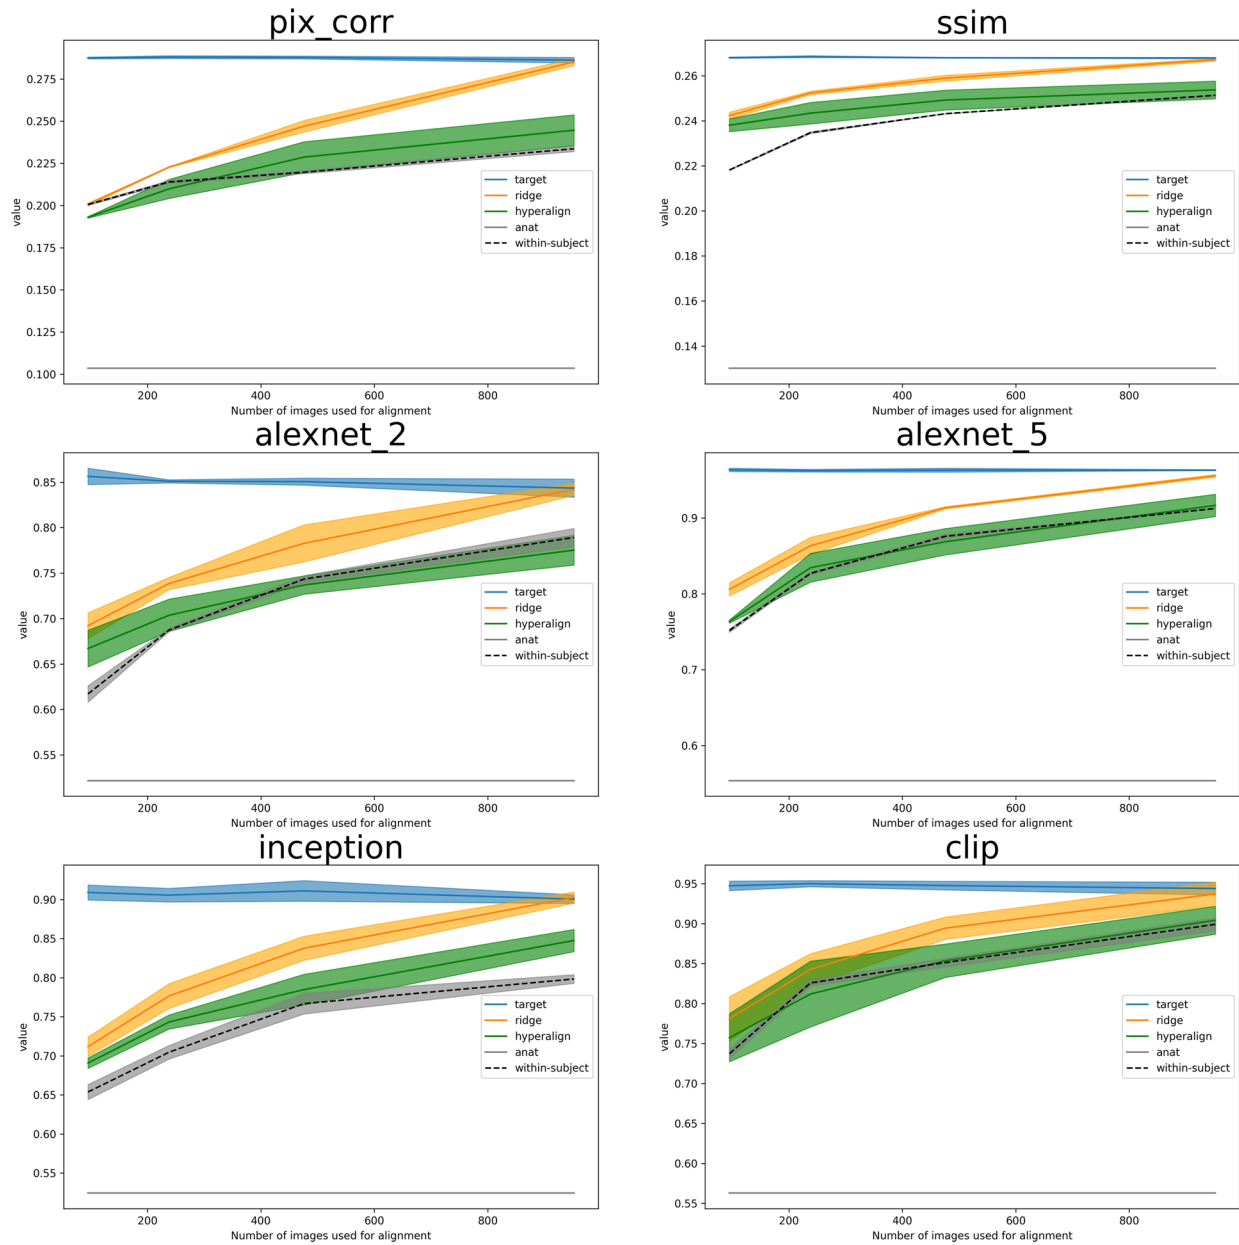 pix_corr
value
0.275
0.250
0.225
0.200
0.175
0.150
0.125
0.100
target
ridge
hyperalign
anat
within-subject
200 400 600 800
Number of images used for alignment
ssim
value
0.26
0.24
0.22
0.20
0.18
0.16
0.14
target
ridge
hyperalign
anat
within-subject
200 400 600 800
Number of images used for alignment
alexnet_2
value
0.85
0.80
0.75
0.70
0.65
0.60
0.55
target
ridge
hyperalign
anat
within-subject
200 400 600 800
Number of images used for alignment
alexnet_5
value
0.9
0.8
0.7
0.6
target
ridge
hyperalign
anat
within-subject
200 400 600 800
Number of images used for alignment
inception
value
0.90
0.85
0.80
0.75
0.70
0.65
0.60
0.55
target
ridge
hyperalign
anat
within-subject
200 400 600 800
Number of images used for alignment
clip
value
0.95
0.90
0.85
0.80
0.75
0.70
0.65
0.60
0.55
target
ridge
hyperalign
anat
within-subject
200 400 600 800
Number of images used for alignment